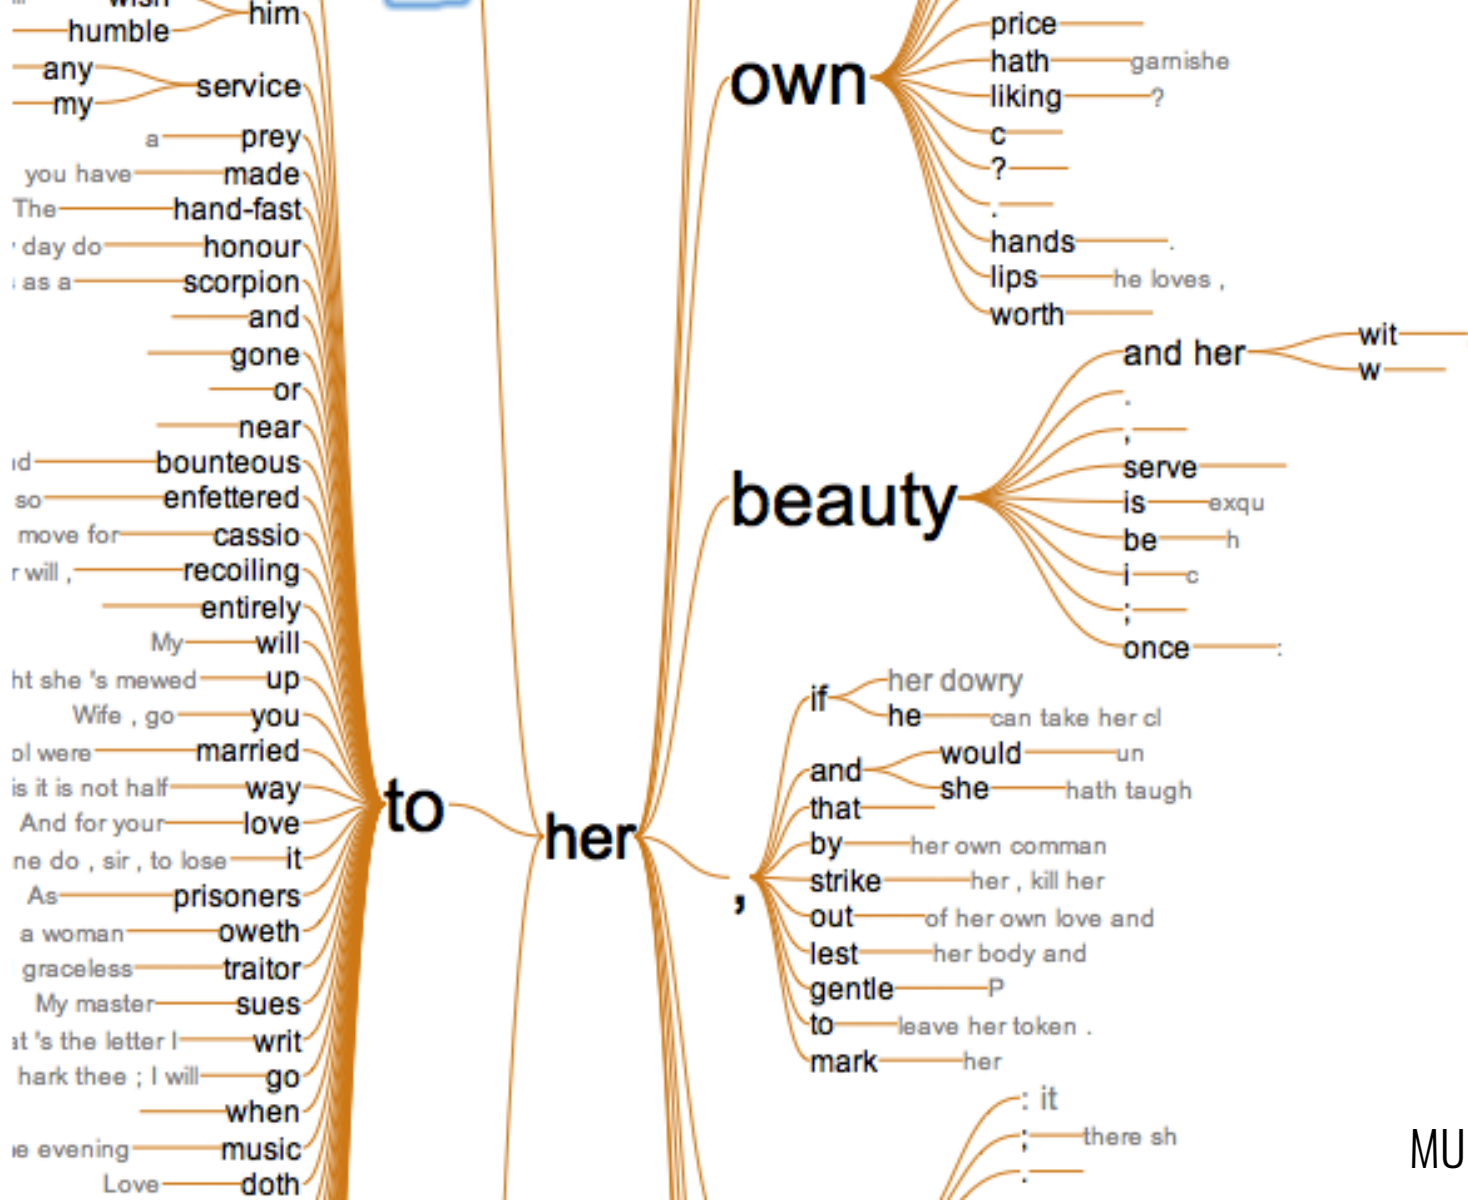 him
humble
any
service
my
a prey
you have made
The hand-fast
day do honour
as a scorpion
and
gone
or
near
bounteous
so enfettered
move for cassio
will , recoiling
entirely
My will
she 's mewed up
Wife , go you
were married
is it is not half way
And for your love
do , sir , to lose it
As prisoners
a woman oweth
graceless traitor
My master sues
's the letter I writ
hark thee ; I will go
when
evening music
Love doth
to
her
own
price
hath garnishe
liking ?
c
?
.
hands .
lips he loves ,
worth
beauty
and her
wit
w
.
,
serve
is exqu
be h
i c
;
once :
,
if
her dowry
he can take her cl
and
would un
she hath taugh
that
by her own comman
strike her , kill her
out of her own love and
lest her body and
gentle P
to leave her token .
mark her
: it
; there sh
.
MU